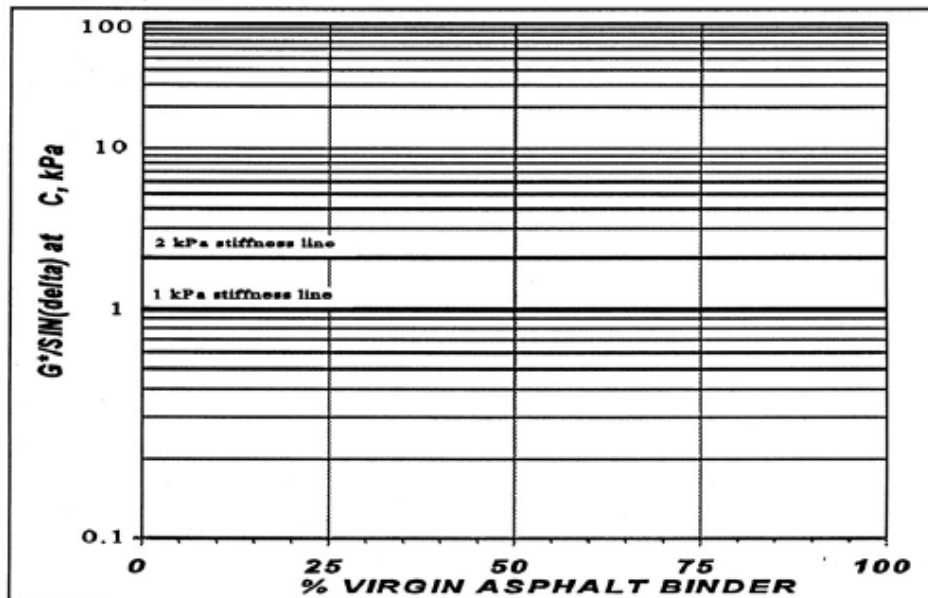 100
10
2 kPa stiffness line
1 kPa stiffness line
1
0.1
G*/SIN(delta) at C, kPa
0 25 50 75 100
% VIRGIN ASPHALT BINDER